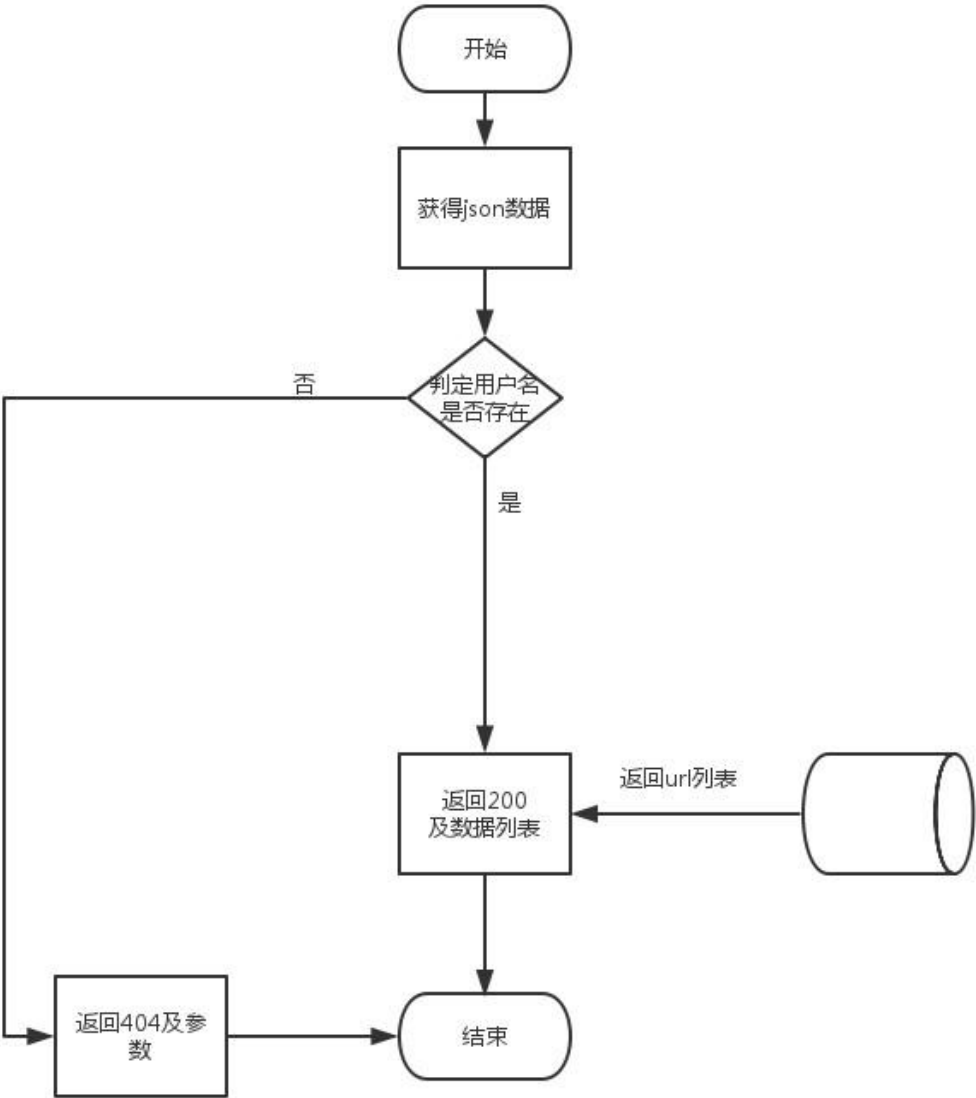 开始
获得json数据
否
判定用户名
是否存在
是
返回url列表
返回200
及数据列表
返回404及参
数
结束